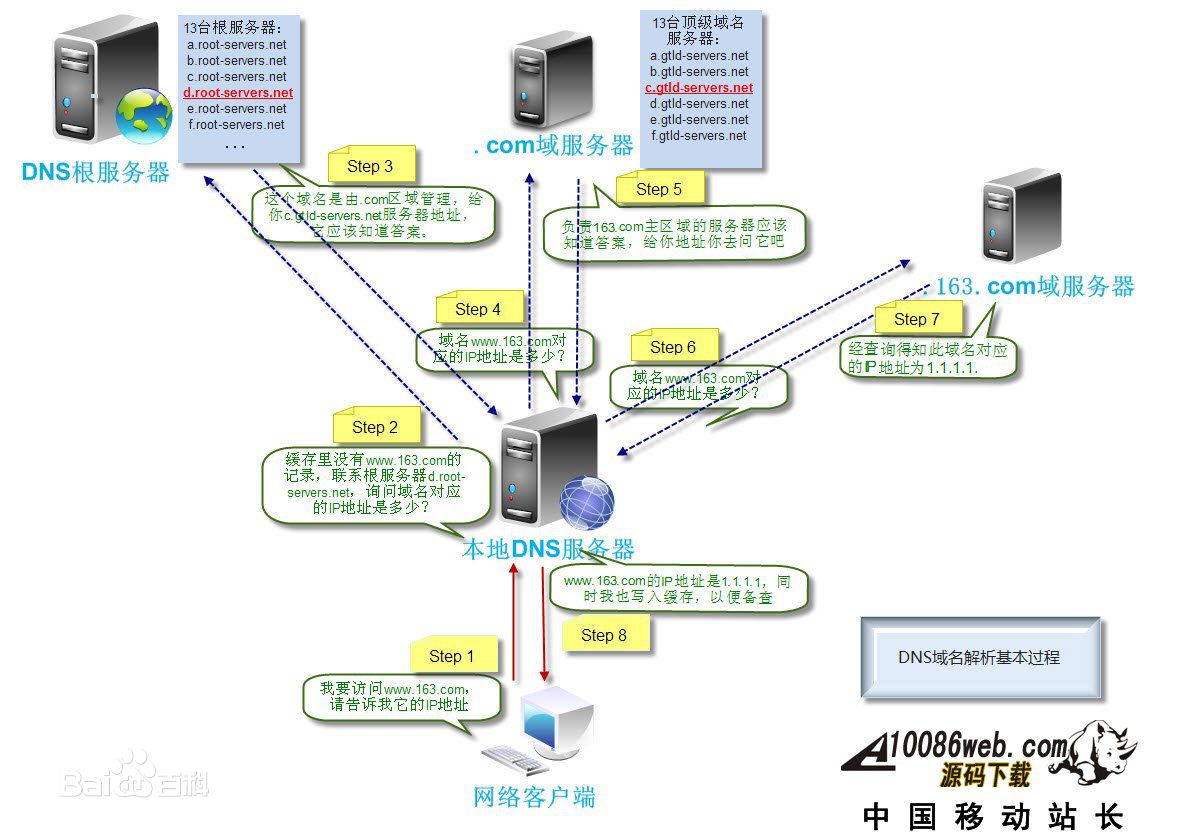 13台根服务器：
a.root-servers.net
b.root-servers.net
c.root-servers.net
d.root-servers.net
e.root-servers.net
f.root-servers.net
...
DNS根服务器
13台顶级域名
服务器：
a.gtld-servers.net
b.gtld-servers.net
c.gtld-servers.net
d.gtld-servers.net
e.gtld-servers.net
f.gtld-servers.net
.com域服务器
Step 3
这个域名是由.com区域管理，给
你c.gtld-servers.net服务器地址，
它应该知道答案。
Step 5
负责163.com主区域的服务器应该
知道答案，给你地址你去问它吧
.163.com域服务器
Step 4
域名www.163.com对
应的IP地址是多少？
Step 6
域名www.163.com对
应的IP地址是多少？
Step 7
经查询得知此域名对应
的IP地址为1.1.1.1.
Step 2
缓存里没有www.163.com的
记录，联系根服务器d.root-
servers.net，询问域名对应
的IP地址是多少？
本地DNS服务器
www.163.com的IP地址是1.1.1.1，同
时我也写入缓存，以便备查
Step 8
Step 1
我要访问www.163.com，
请告诉我它的IP地址
网络客户端
DNS域名解析基本过程
A10086web.com
源码下载
中国移动站长
Bai百科